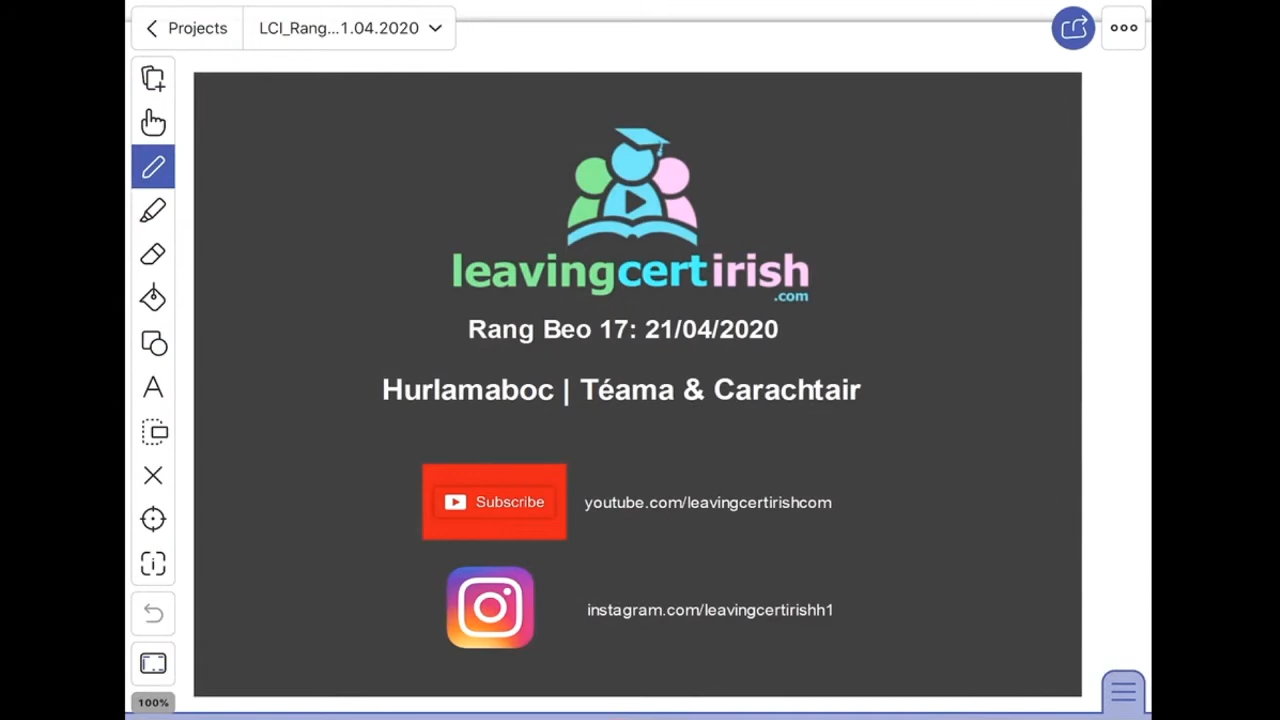 Projects
LCI_Rang...1.04.2020
leavingcertirish
.com
Rang Beo 17: 21/04/2020
Hurlamaboc | Téama & Carachtair
Subscribe
youtube.com/leavingcertirishcom
instagram.com/leavingcertirishh1
100%